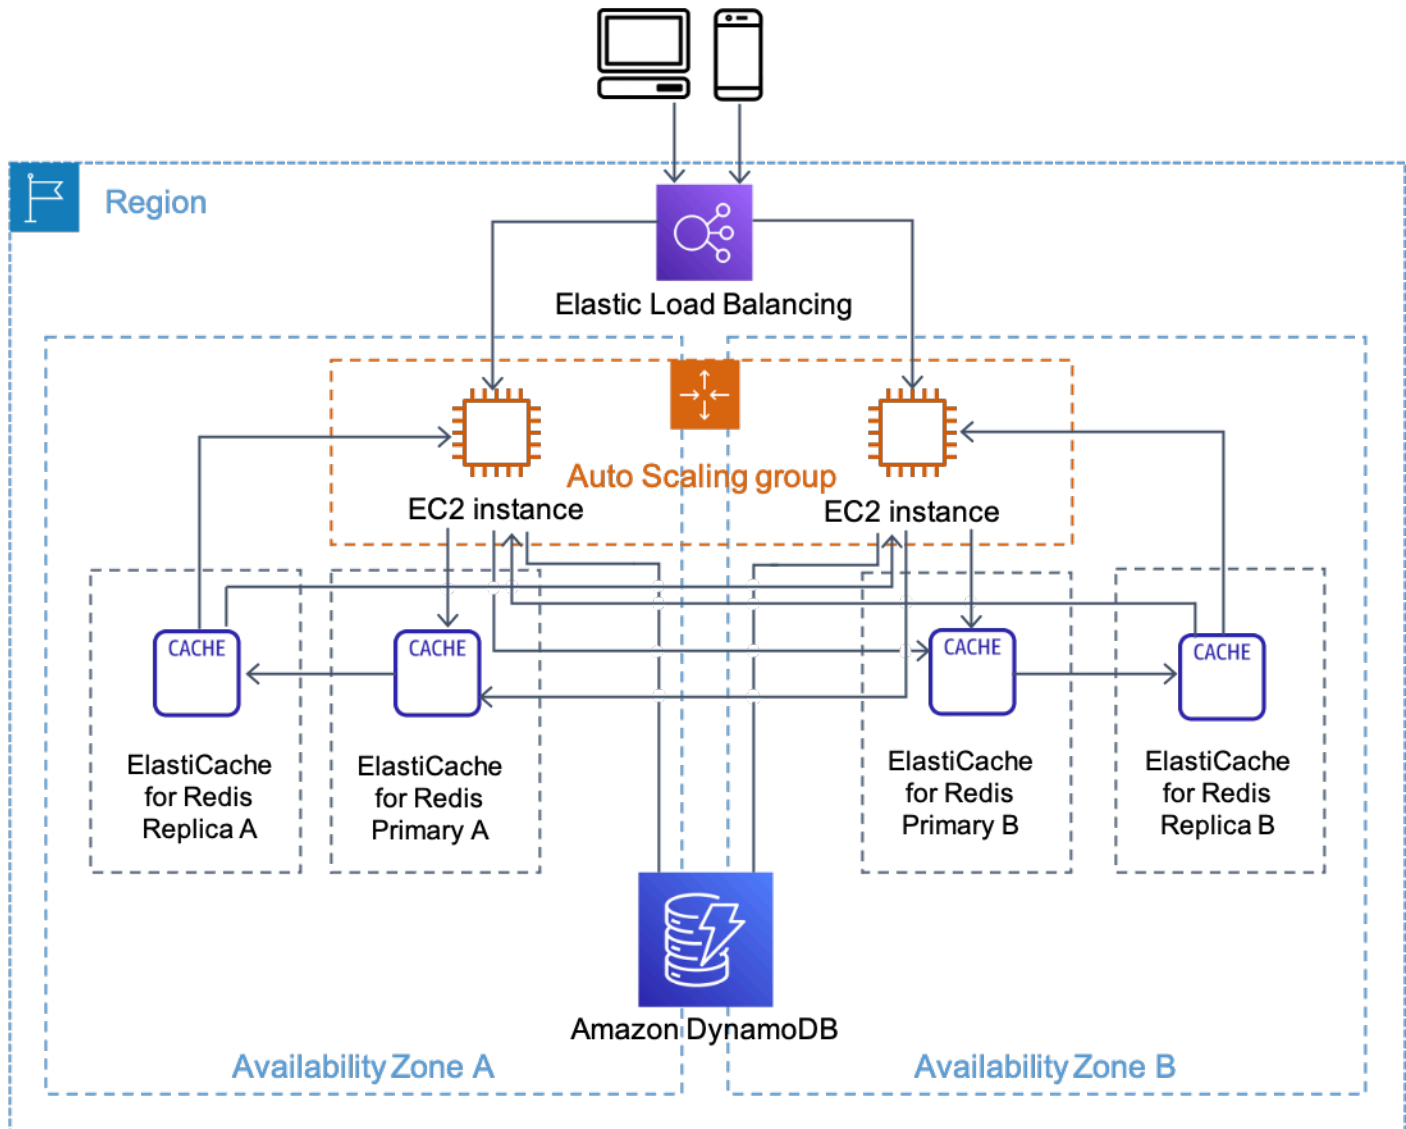 Region
Elastic Load Balancing
Auto Scaling group
EC2 instance
EC2 instance
CACHE
CACHE
CACHE
CACHE
ElastiCache
for Redis
Replica A
ElastiCache
for Redis
Primary A
ElastiCache
for Redis
Primary B
ElastiCache
for Redis
Replica B
Amazon DynamoDB
Availability Zone A
Availability Zone B